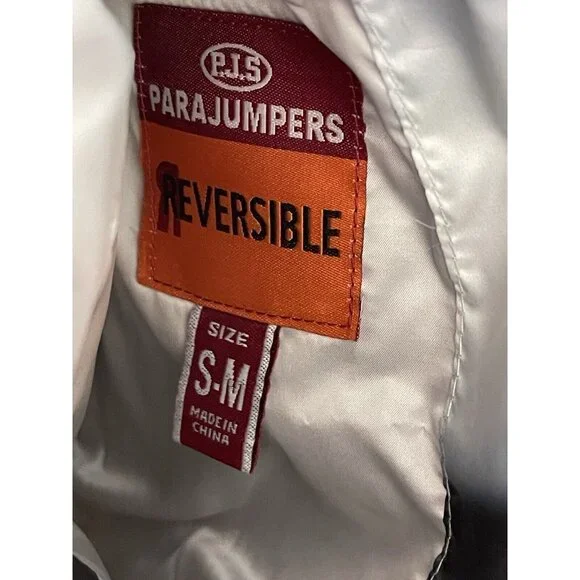 P.J.S
PARAJUMPERS
REVERSIBLE
SIZE
S-M
MADE IN
CHINA